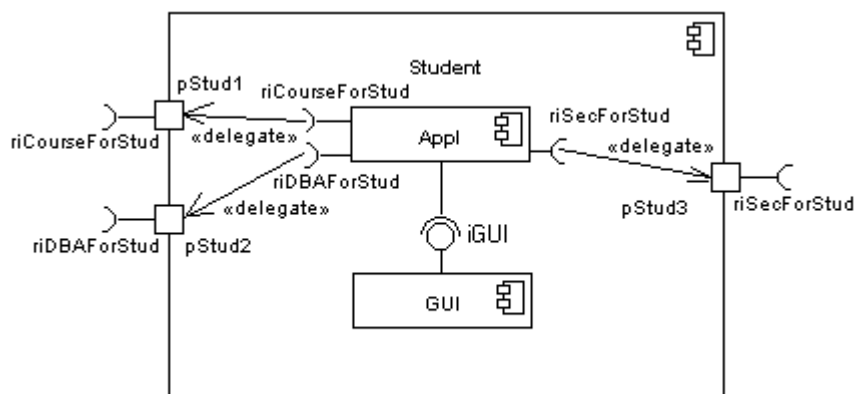 Student
pStud1
riCourseForStud
riCourseForStud
«delegate»
Appl
riSecForStud
«delegate»
riDBAForStud
«delegate»
riDBAForStud
pStud2
pStud3
riSecForStud
iGUI
GUI